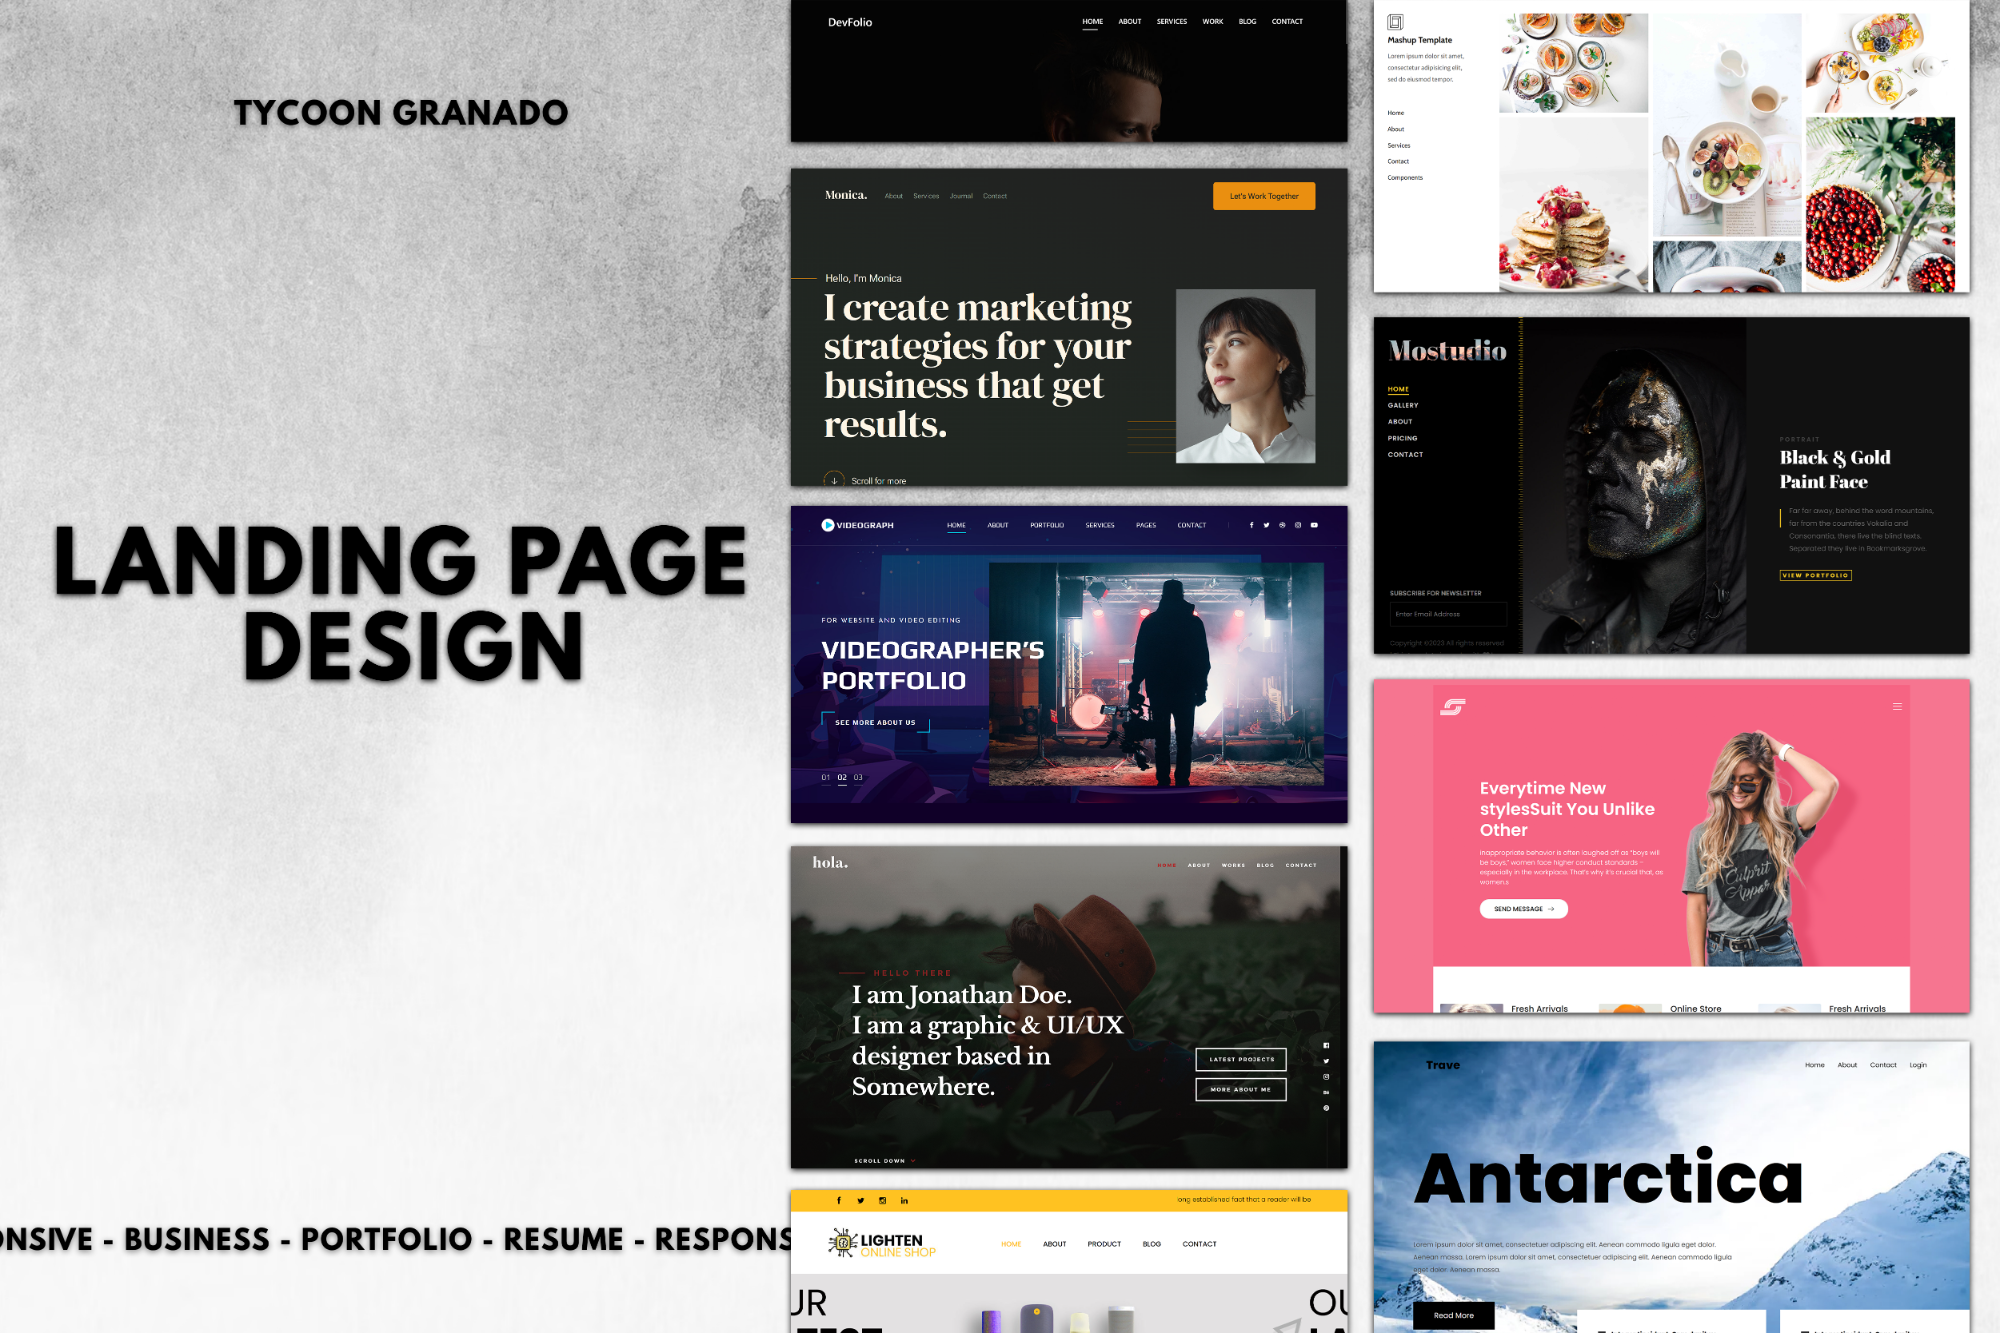 TYCOON GRANADO
LANDING PAGE
DESIGN
ONSIVE - BUSINESS - PORTFOLIO - RESUME - RESPONS
DevFolio
HOME ABOUT SERVICES WORK BLOG CONTACT
Monica. About Services Journal Contact
Let's Work Together
Hello, I'm Monica
I create marketing
strategies for your
business that get
results.
Scroll for more
VIDEOGRAPH
HOME ABOUT PORTFOLIO SERVICES PAGES CONTACT
FOR WEBSITE AND VIDEO EDITING
VIDEOGRAPHER'S
PORTFOLIO
SEE MORE ABOUT US
01 02 03
hola.
HOME ABOUT WORKS BLOG CONTACT
HELLO THERE
I am Jonathan Doe.
I am a graphic & UI/UX
designer based in
Somewhere.
LATEST PROJECTS
MORE ABOUT ME
SCROLL DOWN
ong established fact that a reader will be
LIGHTEN
ONLINE SHOP
HOME ABOUT PRODUCT BLOG CONTACT
UR
OU
Mashup Template
Lorem ipsum dolor sit amet,
consectetur adipisicing elit,
sed do eiusmod tempor.
Home
About
Services
Contact
Components
Mostudio
HOME
GALLERY
ABOUT
PRICING
CONTACT
SUBSCRIBE FOR NEWSLETTER
Enter Email Address
Copyright ©2023 All rights reserved
PORTRAIT
Black & Gold
Paint Face
Far far away, behind the word mountains,
far from the countries Vokalia and
Consonantia, there live the blind texts.
Separated they live in Bookmarksgrove.
VIEW PORTFOLIO
Everytime New
stylesSuit You Unlike
Other
Inappropriate behavior is often laughed off as "boys will
be boys," women face higher conduct standards –
especially in the workplace. That's why it's crucial that, as
women,s
SEND MESSAGE
Culprit
Appar
Fresh Arrivals
Online Store
Fresh Arrivals
Trave
Home About Contact Login
Antarctica
Lorem ipsum dolor sit amet, consectetuer adipiscing elit. Aenean commodo ligula eget dolor.
Aenean massa. Lorem ipsum dolor sit amet, consectetuer adipiscing elit. Aenean commodo ligula
eget dolor. Aenean massa.
Read More